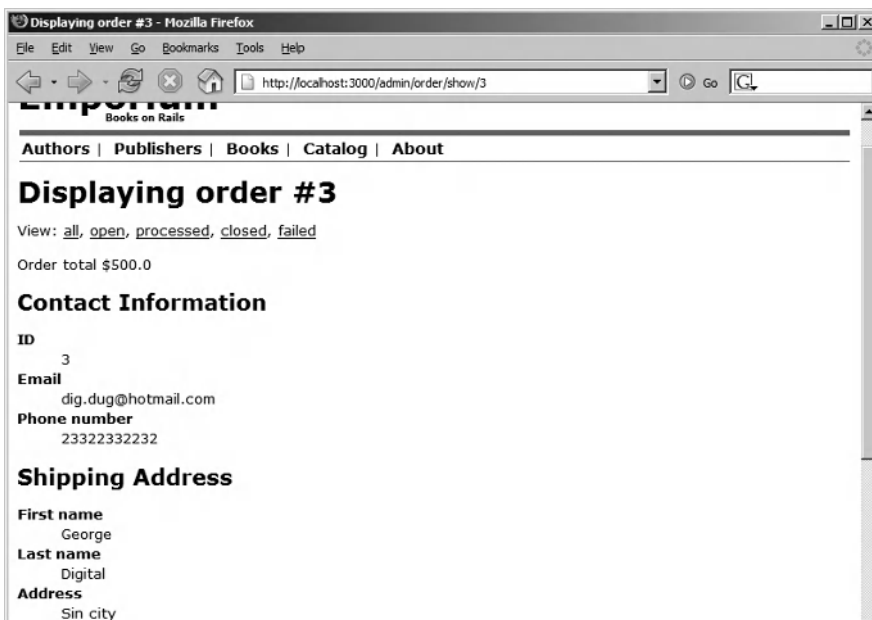 Displaying order #3 - Mozilla Firefox
File Edit View Go Bookmarks Tools Help
http://localhost:3000/admin/order/show/3 Go G
Emporium
Books on Rails
Authors | Publishers | Books | Catalog | About
Displaying order #3
View: all, open, processed, closed, failed
Order total $500.0
Contact Information
ID
3
Email
dig.dug@hotmail.com
Phone number
23322332232
Shipping Address
First name
George
Last name
Digital
Address
Sin city